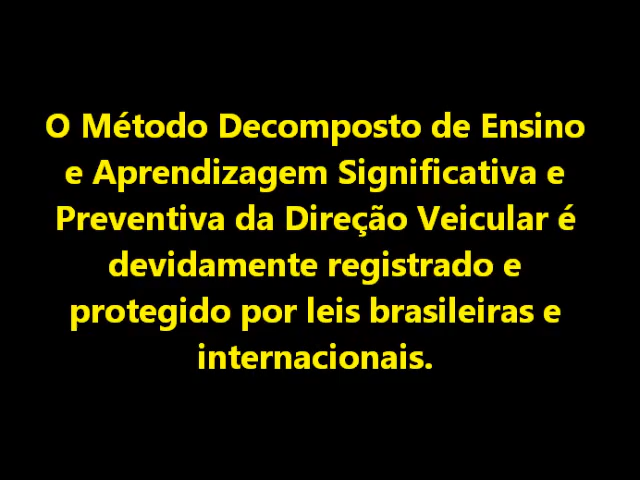 O Método Decomposto de Ensino
e Aprendizagem Significativa e
Preventiva da Direção Veicular é
devidamente registrado e
protegido por leis brasileiras e
internacionais.